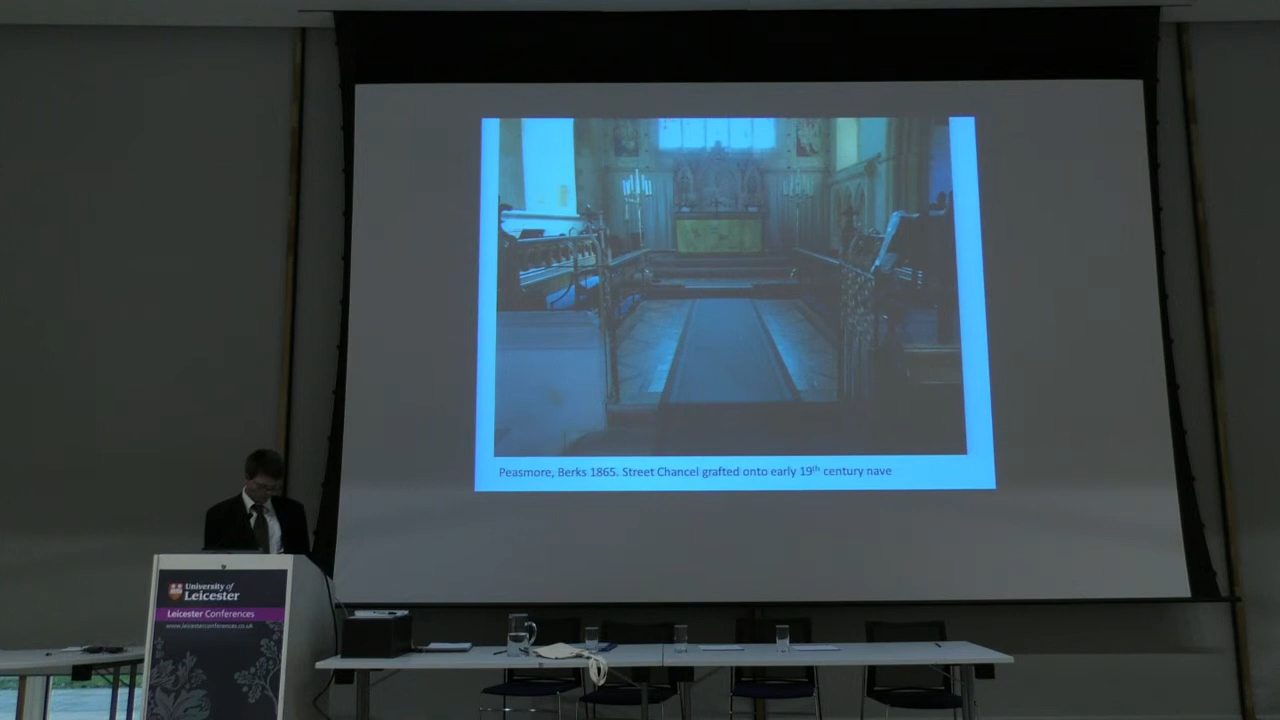 Peasmore, Berks 1865. Street Chancel grafted onto early 19th century nave
University of
Leicester
Leicester Conferences
www.leicesterconferences.co.uk